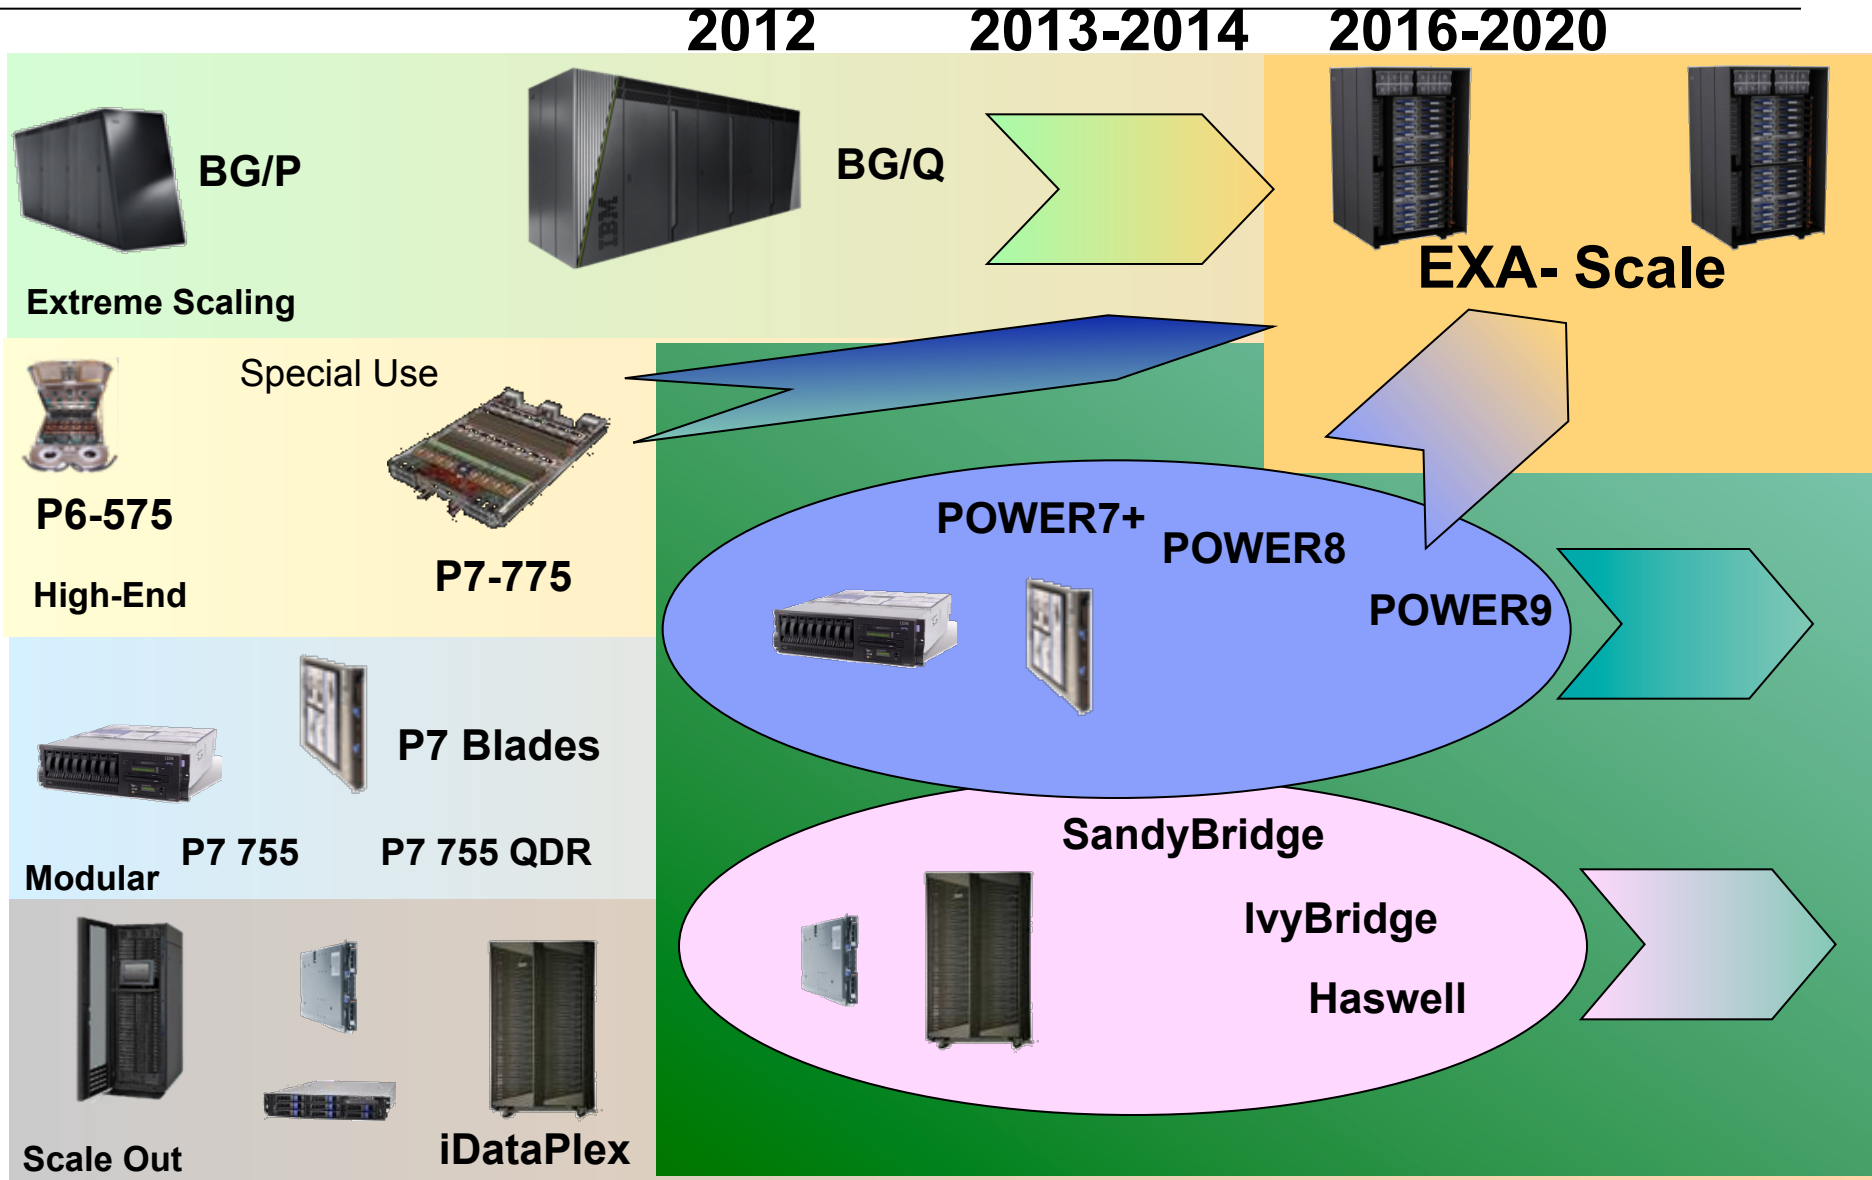 2012
2013-2014
2016-2020
BG/P
IBM
BG/Q
EXA- Scale
Extreme Scaling
Special Use
P6-575
High-End
P7-775
POWER7+
POWER8
POWER9
P7 Blades
P7 755
P7 755 QDR
Modular
SandyBridge
IvyBridge
Haswell
iDataPlex
Scale Out